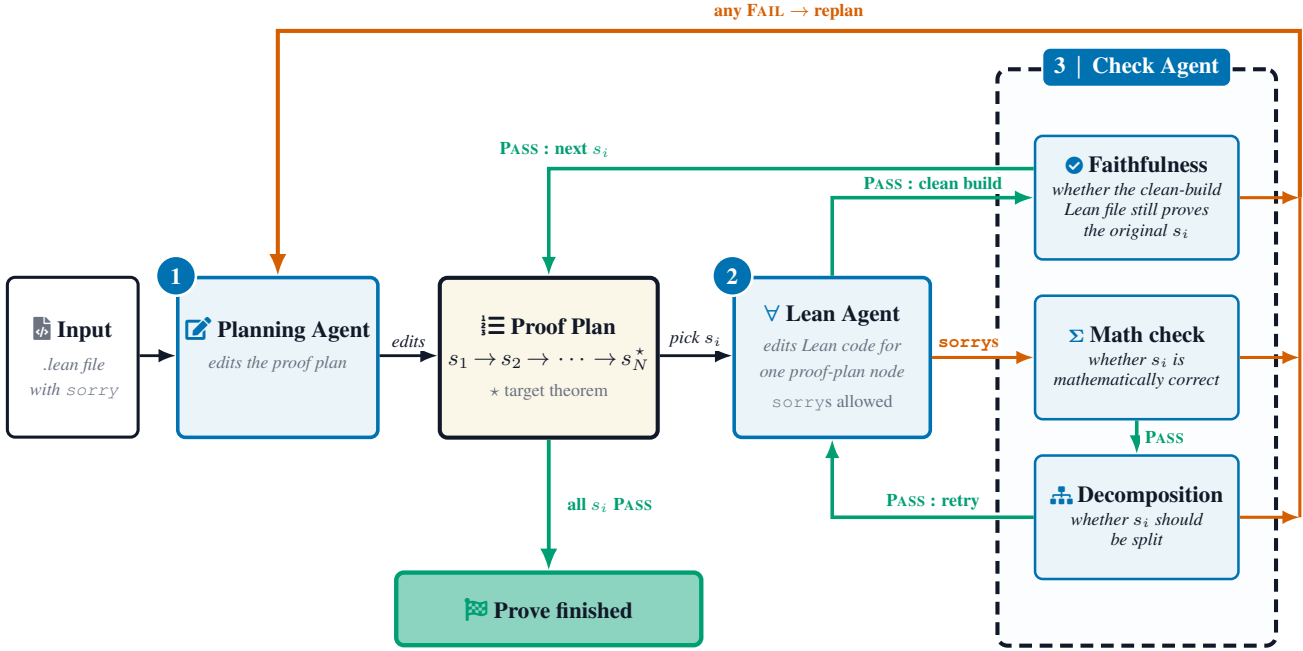 any FAIL → replan
3 | Check Agent
PASS : next sᵢ
PASS : clean build
Faithfulness
whether the clean-build
Lean file still proves
the original sᵢ
Input
.lean file
with sorry
1
Planning Agent
edits the proof plan
edits
Proof Plan
s₁ → s₂ → ⋯ → s_N^⋆
⋆ target theorem
pick sᵢ
2
∀ Lean Agent
edits Lean code for
one proof-plan node
sorrys allowed
sorrys
Σ Math check
whether sᵢ is
mathematically correct
PASS
Decomposition
whether sᵢ should
be split
PASS : retry
all sᵢ PASS
Prove finished